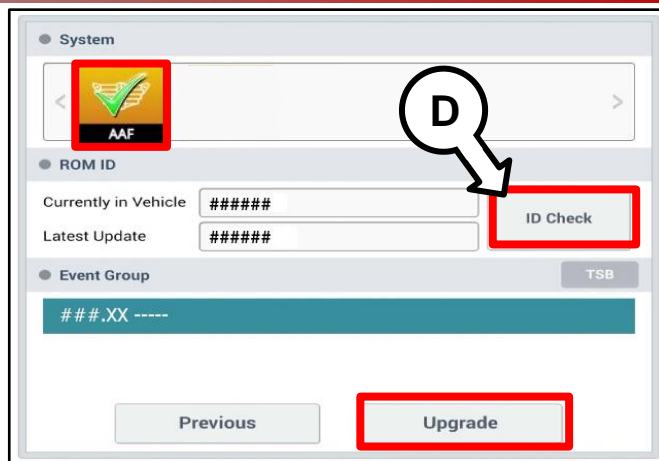 System
<
AAF
D
>
ROM ID
Currently in Vehicle ######
ID Check
Latest Update ######
Event Group
TSB
###.XX -----
Previous
Upgrade